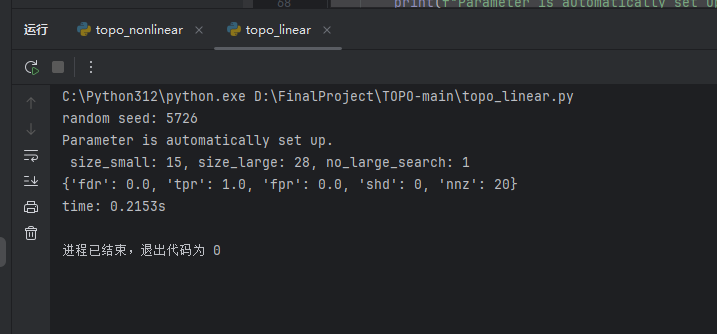 68 print(f"Parameter is automatically set up
运行 topo_nonlinear × topo_linear ×
C:\Python312\python.exe D:\FinalProject\TOPO-main\topo_linear.py
random seed: 5726
Parameter is automatically set up.
size_small: 15, size_large: 28, no_large_search: 1
{'fdr': 0.0, 'tpr': 1.0, 'fpr': 0.0, 'shd': 0, 'nnz': 20}
time: 0.2153s
进程已结束，退出代码为 0